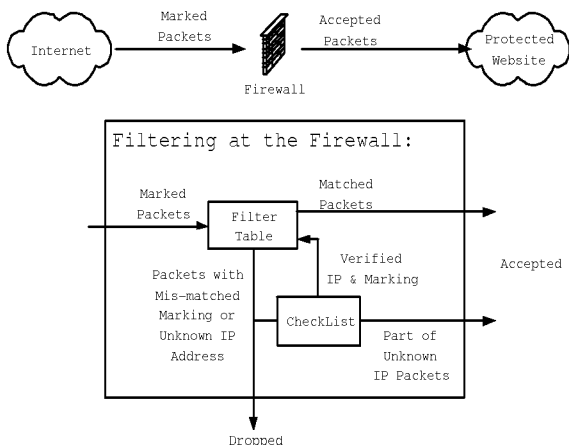 Marked
Packets
Accepted
Packets
Internet
Protected
Website
Firewall
Filtering at the Firewall:
Marked
Packets
Filter
Table
Matched
Packets
Verified
IP & Marking
Accepted
Packets with
Mis-matched
Marking or
Unknown IP
Address
CheckList
Part of
Unknown
IP Packets
Dropped